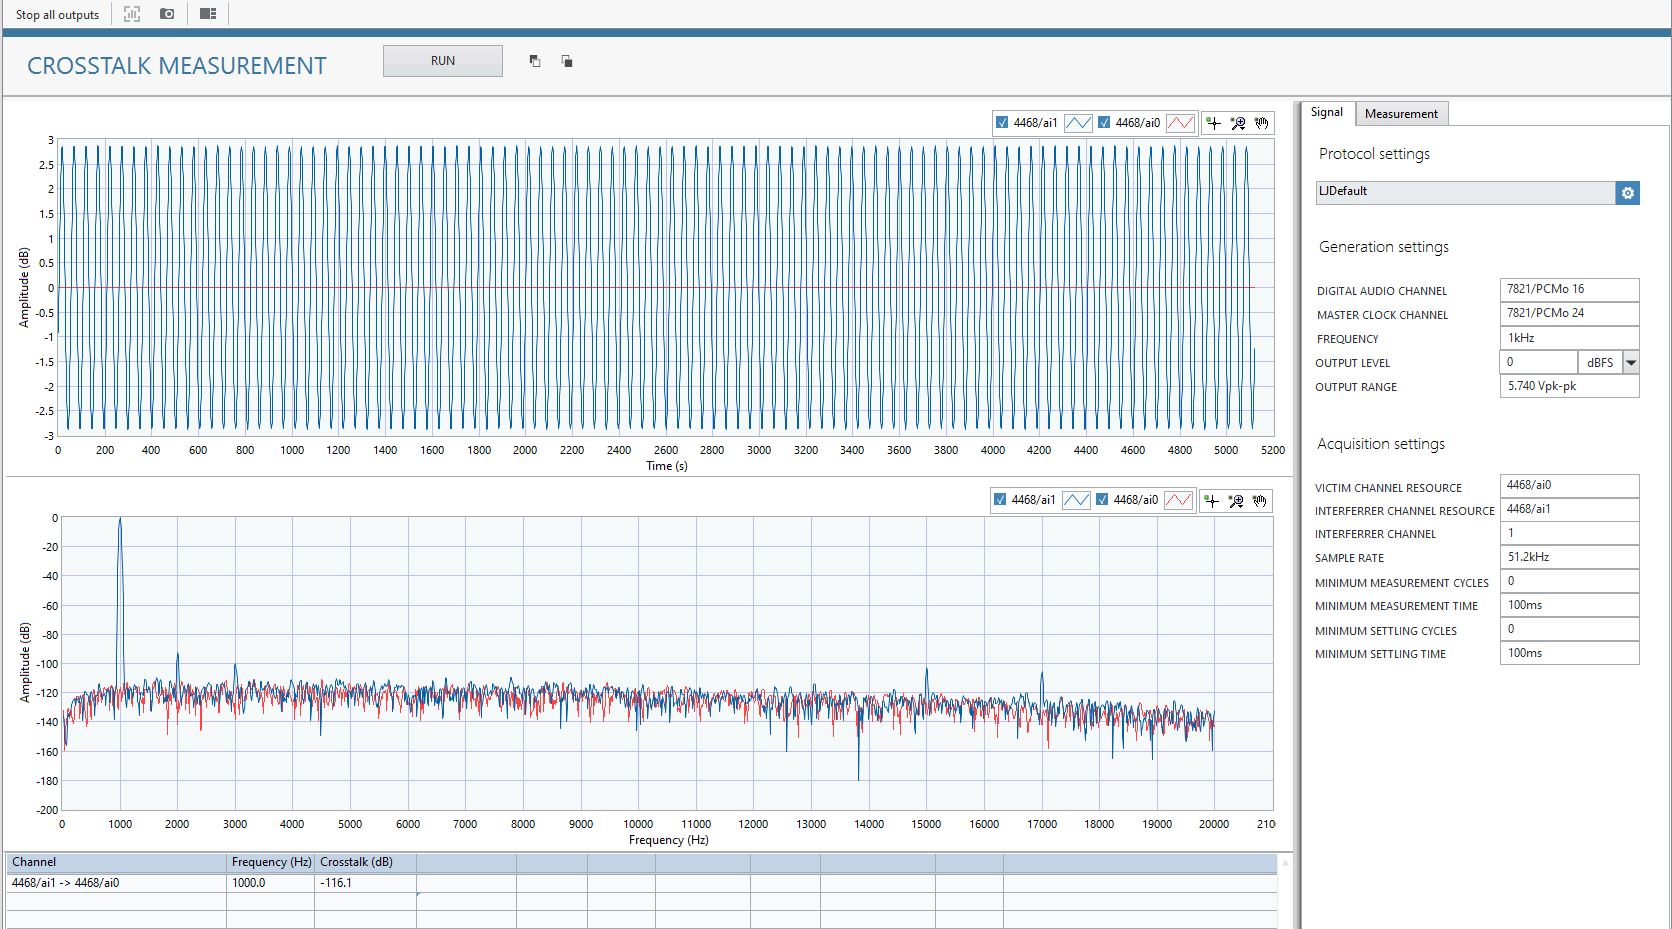 Stop all outputs
CROSSTALK MEASUREMENT
RUN
4468/ai1 4468/ai0
3
2.5
2
1.5
1
0.5
0
-0.5
-1
-1.5
-2
-2.5
-3
Amplitude (dB)
0 200 400 600 800 1000 1200 1400 1600 1800 2000 2200 2400 2600 2800 3000 3200 3400 3600 3800 4000 4200 4400 4600 4800 5000 5200
Time (s)
4468/ai1 4468/ai0
0
-20
-40
-60
-80
-100
-120
-140
-160
-180
-200
Amplitude (dB)
0 1000 2000 3000 4000 5000 6000 7000 8000 9000 10000 11000 12000 13000 14000 15000 16000 17000 18000 19000 20000 210
Frequency (Hz)
Channel Frequency (Hz) Crosstalk (dB)
4468/ai1 -> 4468/ai0 1000.0 -116.1
Signal Measurement
Protocol settings
LJDefault
Generation settings
DIGITAL AUDIO CHANNEL 7821/PCMo 16
MASTER CLOCK CHANNEL 7821/PCMo 24
FREQUENCY 1kHz
OUTPUT LEVEL 0 dBFS
OUTPUT RANGE 5.740 Vpk-pk
Acquisition settings
VICTIM CHANNEL RESOURCE 4468/ai0
INTERFERRER CHANNEL RESOURCE 4468/ai1
INTERFERRER CHANNEL 1
SAMPLE RATE 51.2kHz
MINIMUM MEASUREMENT CYCLES 0
MINIMUM MEASUREMENT TIME 100ms
MINIMUM SETTLING CYCLES 0
MINIMUM SETTLING TIME 100ms